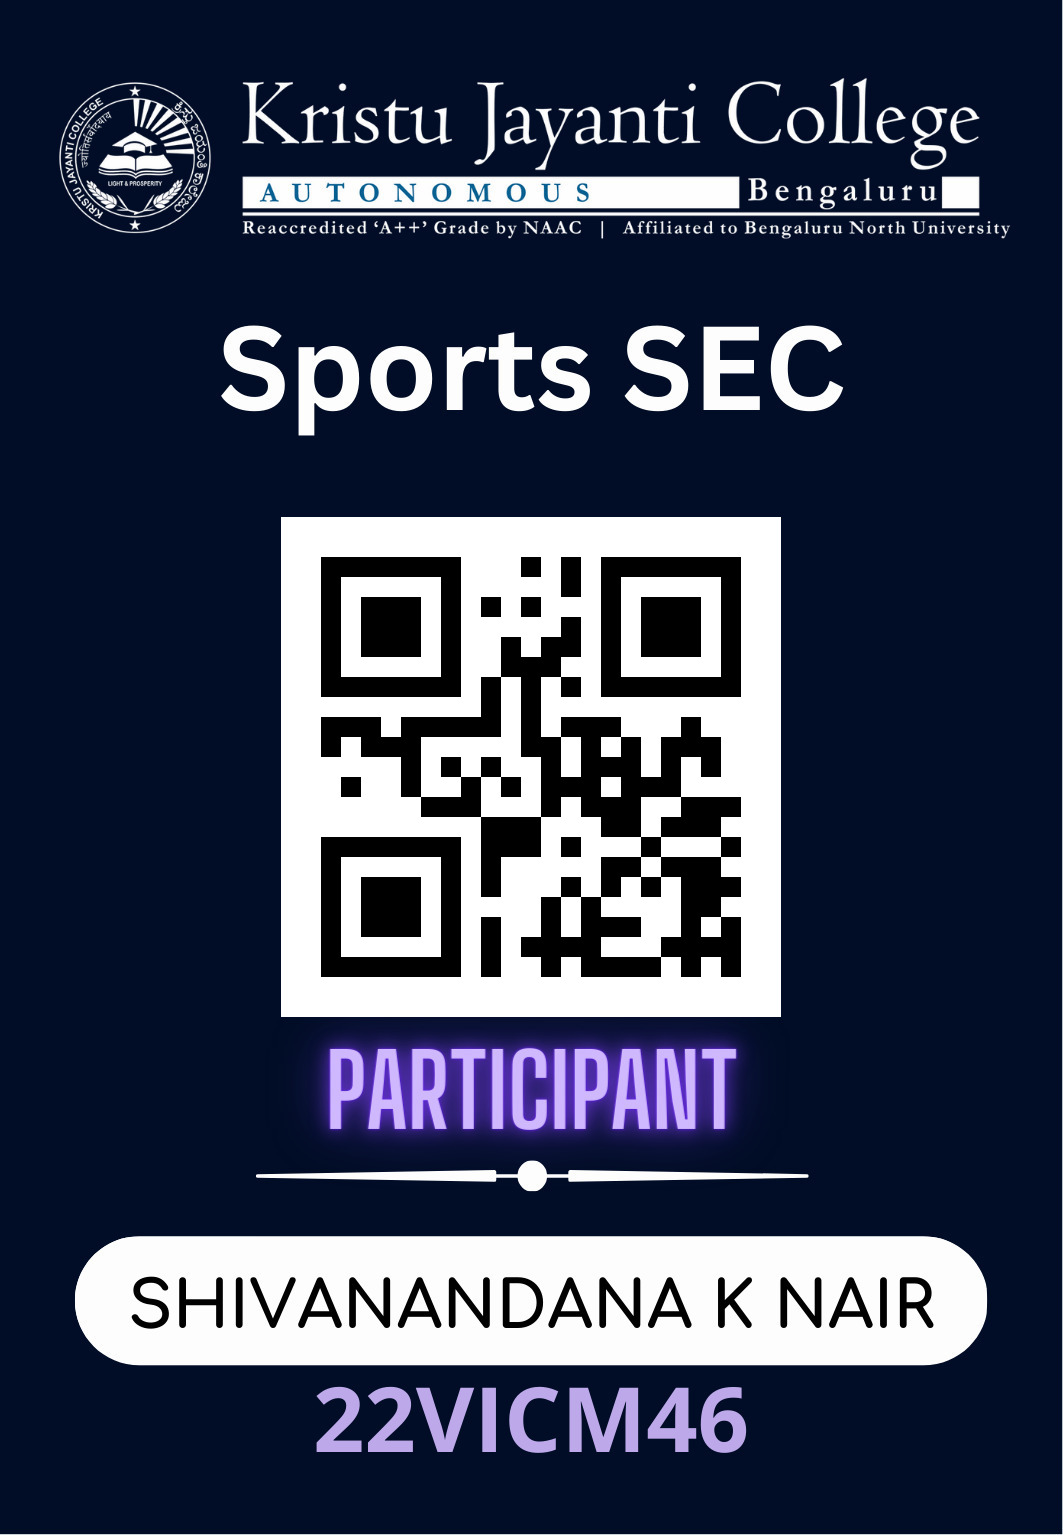 KRISTU JAYANTI COLLEGE
LIGHT & PROSPERITY
Kristu Jayanti College
AUTONOMOUS Bengaluru
Reaccredited ‘A++’ Grade by NAAC | Affiliated to Bengaluru North University
Sports SEC
PARTICIPANT
SHIVANANDANA K NAIR
22VICM46